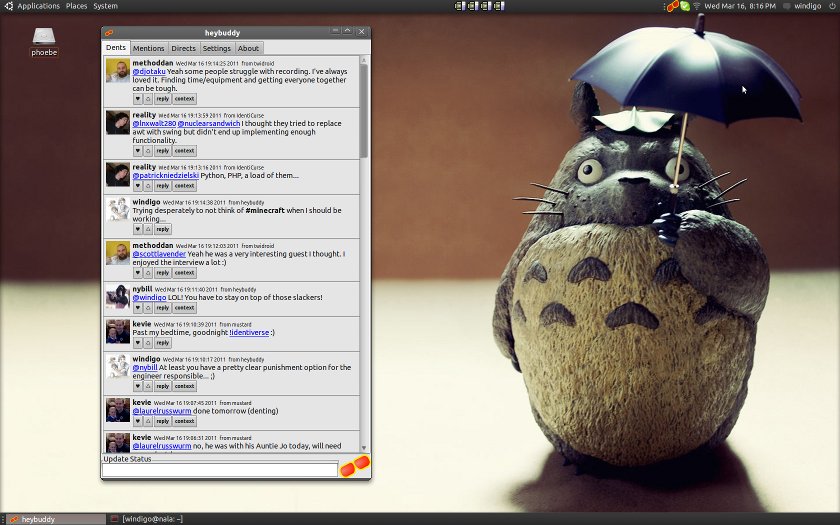 Applications Places System
Wed Mar 16, 8:16 PM windigo
phoebe
heybuddy
Dents Mentions Directs Settings About
methoddan Wed Mar 16 19:14:25 2011 from twidroid
@djotaku Yeah some people struggle with recording. I've always
loved it. Finding time/equipment and getting everyone together
can be tough.
reply context
reality Wed Mar 16 19:13:59 2011 from IdentiCurse
@lnxwalt280 @nuclearsandwich I thought they tried to replace
awt with swing but didn't end up implementing enough
functionality.
reply context
reality Wed Mar 16 19:13:16 2011 from IdentiCurse
@patrickniedzielski Python, PHP, a load of them...
reply context
windigo Wed Mar 16 19:14:38 2011 from heybuddy
Trying desperately to not think of #minecraft when I should be
working...
reply
methoddan Wed Mar 16 19:12:03 2011 from twidroid
@scottlavender Yeah he was a very interesting guest I thought. I
enjoyed the interview a lot :)
reply context
nybill Wed Mar 16 19:11:40 2011 from heybuddy
@windigo LOL! You have to stay on top of those slackers!
reply context
kevie Wed Mar 16 19:10:39 2011 from mustard
Past my bedtime, goodnight !identiverse :)
reply
windigo Wed Mar 16 19:10:17 2011 from heybuddy
@nybill At least you have a pretty clear punishment option for the
engineer responsible... ;)
reply context
kevie Wed Mar 16 19:07:45 2011 from mustard
@laurelrusswurm done tomorrow (denting)
reply context
kevie Wed Mar 16 19:06:31 2011 from mustard
@laurelrusswurm no, he was with his Auntie Jo today, will need
Update Status
heybuddy
[windigo@nala: ~]